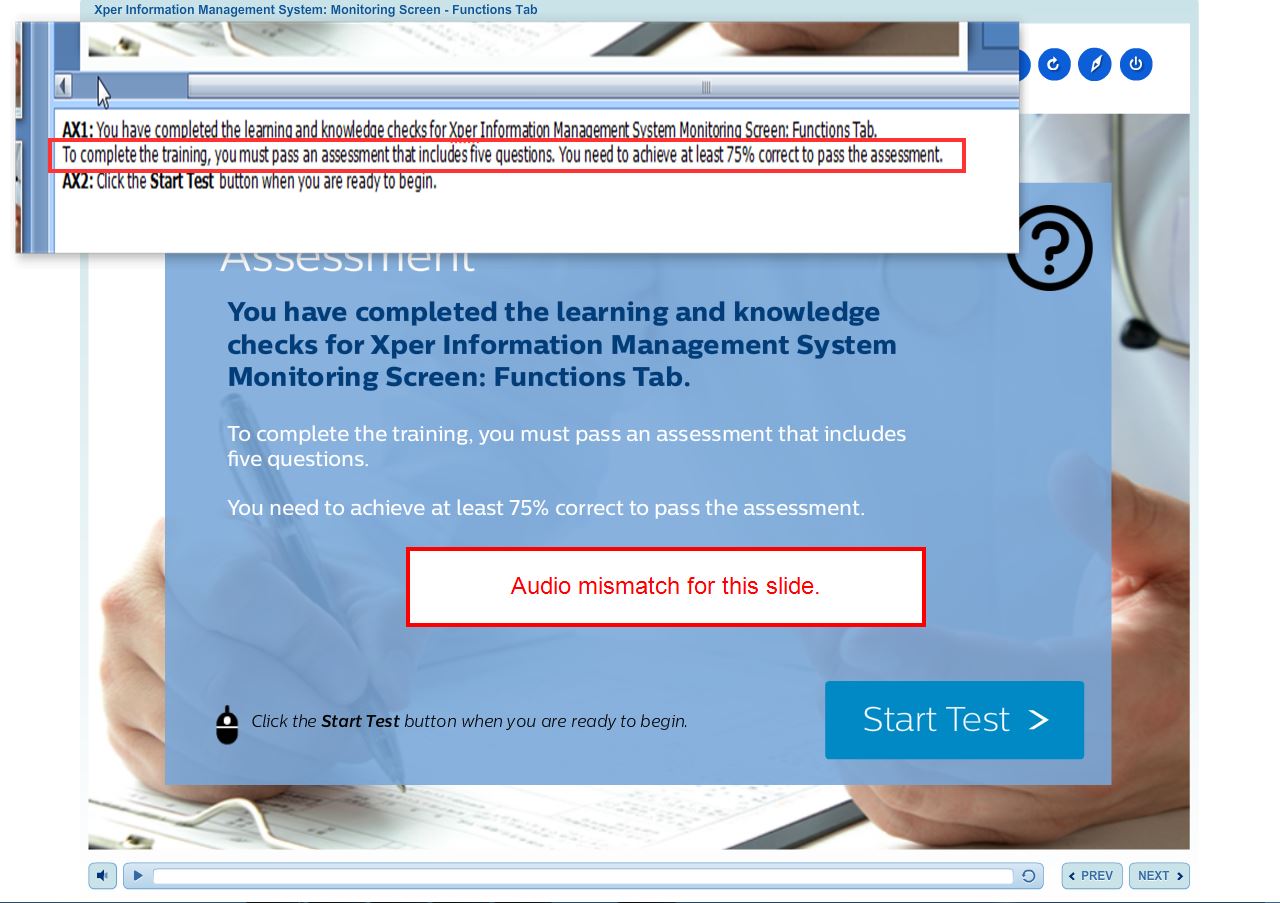 Xper Information Management System: Monitoring Screen - Functions Tab
AX1: You have completed the learning and knowledge checks for Xper Information Management System Monitoring Screen: Functions Tab.
To complete the training, you must pass an assessment that includes five questions. You need to achieve at least 75% correct to pass the assessment.
AX2: Click the Start Test button when you are ready to begin.
Assessment
You have completed the learning and knowledge
checks for Xper Information Management System
Monitoring Screen: Functions Tab.
To complete the training, you must pass an assessment that includes
five questions.
You need to achieve at least 75% correct to pass the assessment.
Audio mismatch for this slide.
Click the Start Test button when you are ready to begin.
Start Test >
PREV
NEXT